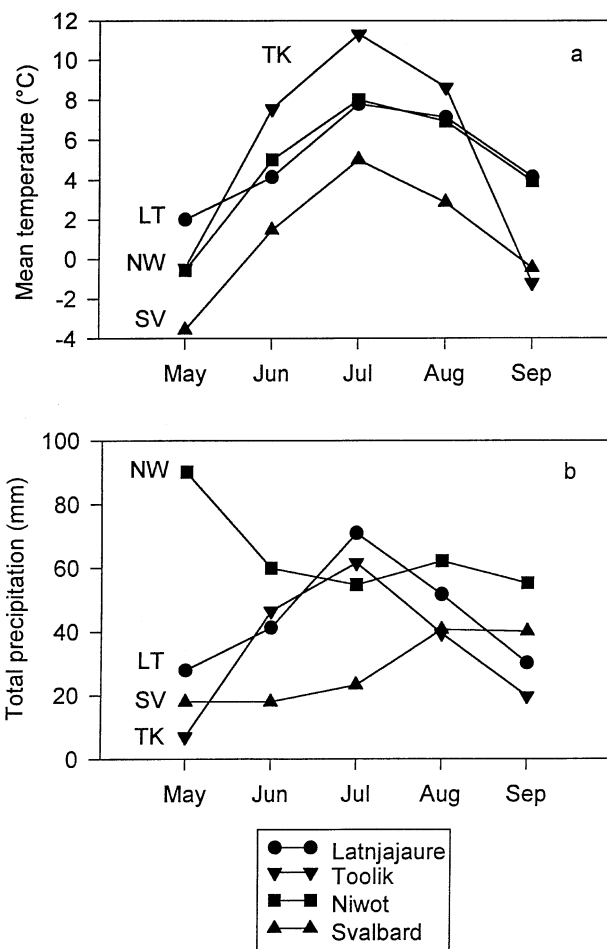 12
10
8
6
4
2
0
-2
-4
Mean temperature (°C)
TK
a
LT
NW
SV
May Jun Jul Aug Sep
100
80
60
40
20
0
Total precipitation (mm)
NW
b
LT
SV
TK
May Jun Jul Aug Sep
Latnjajaure
Toolik
Niwot
Svalbard